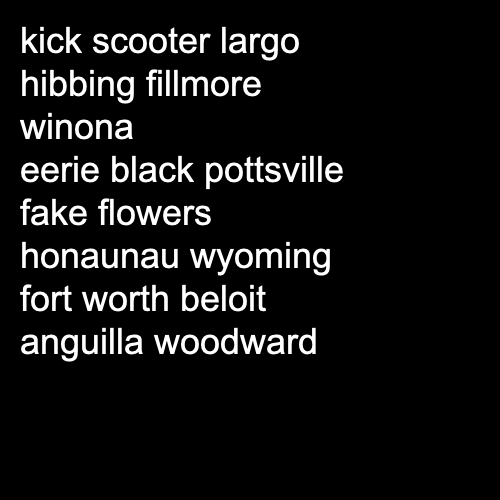 kick scooter largo
hibbing fillmore
winona
eerie black pottsville
fake flowers
honaunau wyoming
fort worth beloit
anguilla woodward